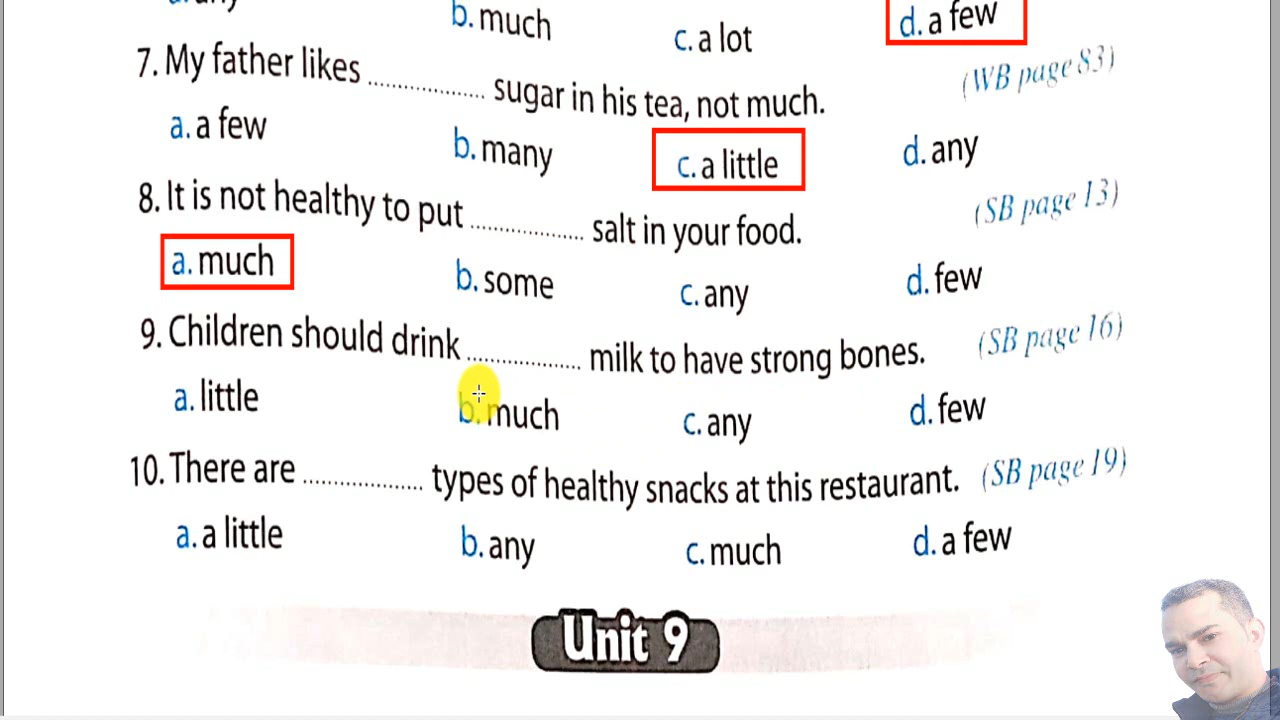 b. much c. a lot d. a few
7. My father likes .................. sugar in his tea, not much. (WB page 83)
a. a few b. many c. a little d. any
8. It is not healthy to put .................. salt in your food. (SB page 13)
a. much b. some c. any d. few
9. Children should drink .................. milk to have strong bones. (SB page 16)
a. little b. much c. any d. few
10. There are .................. types of healthy snacks at this restaurant. (SB page 19)
a. a little b. any c. much d. a few
Unit 9